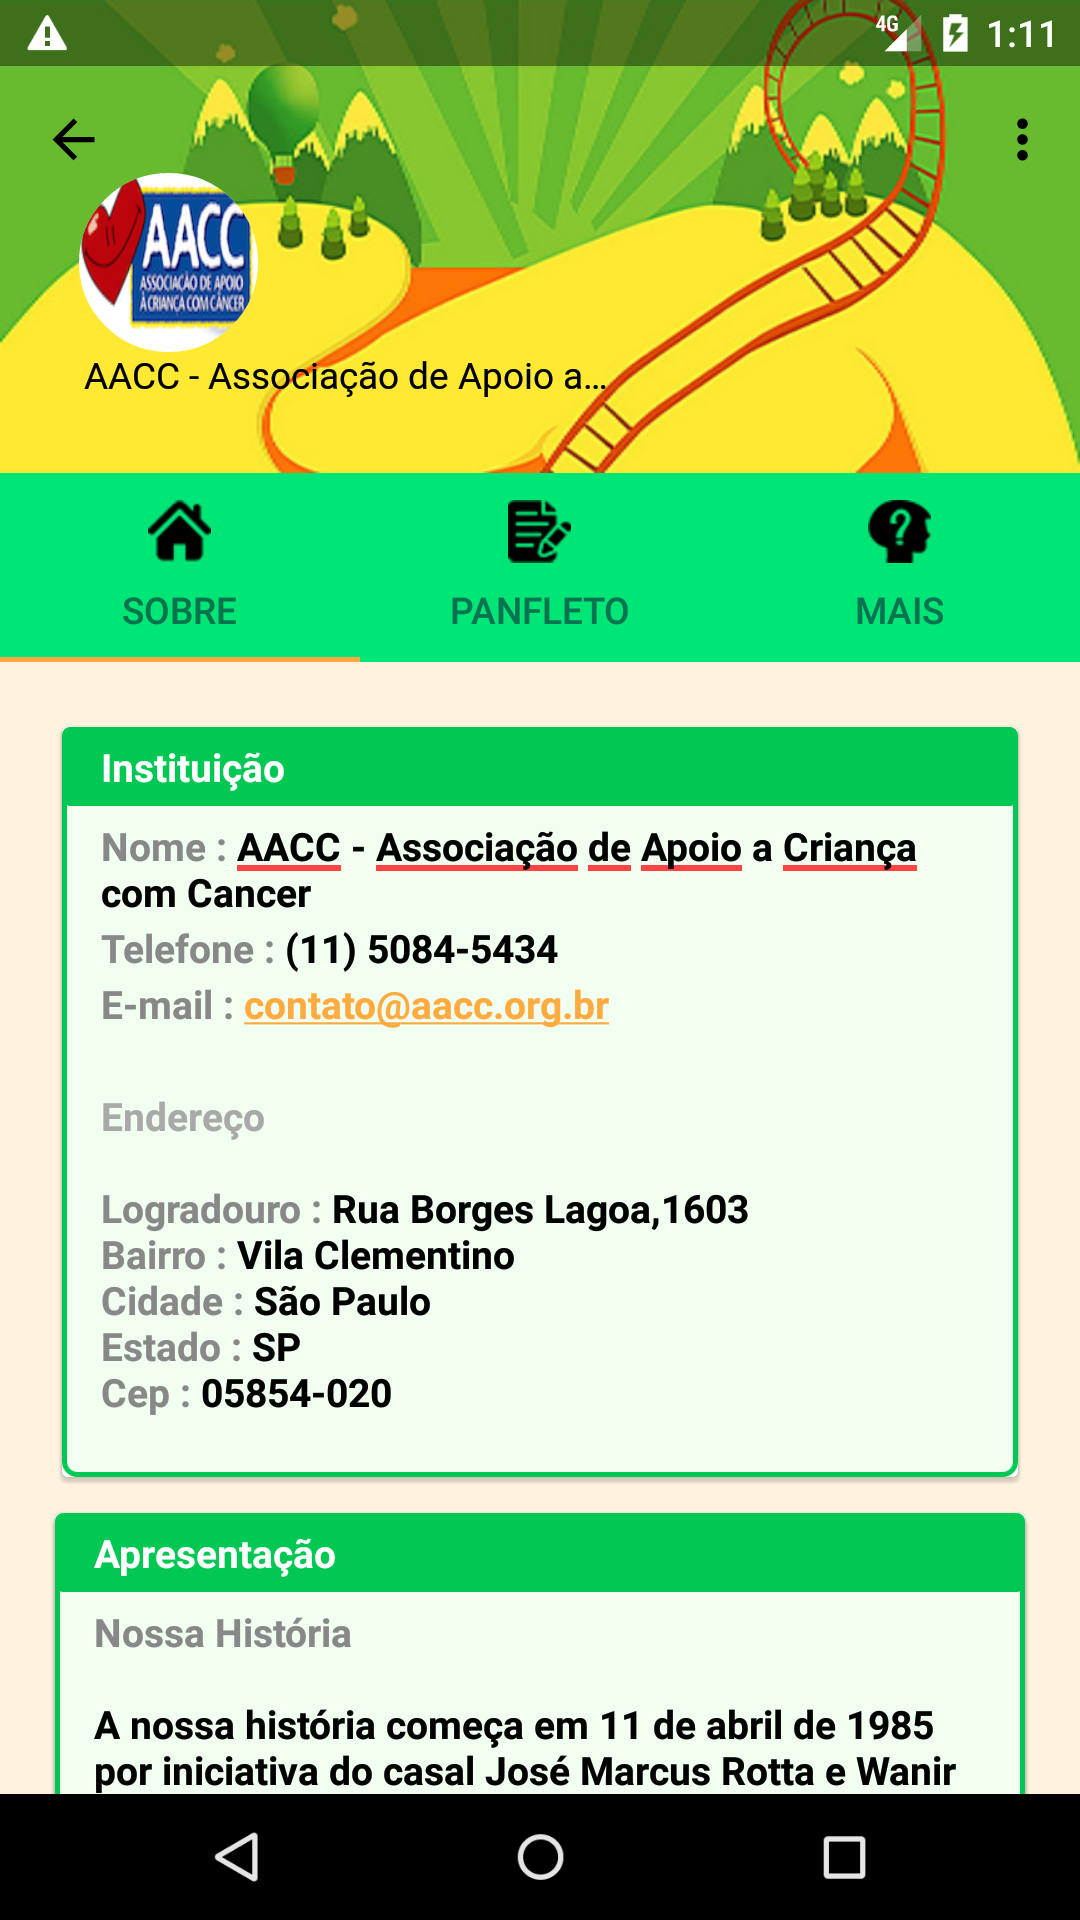 4G 1:11
AACC
ASSOCIAÇÃO DE APOIO
À CRIANÇA COM CÂNCER
AACC - Associação de Apoio a...
SOBRE PANFLETO MAIS
Instituição
Nome : AACC - Associação de Apoio a Criança
com Cancer
Telefone : (11) 5084-5434
E-mail : contato@aacc.org.br
Endereço
Logradouro : Rua Borges Lagoa,1603
Bairro : Vila Clementino
Cidade : São Paulo
Estado : SP
Cep : 05854-020
Apresentação
Nossa História
A nossa história começa em 11 de abril de 1985
por iniciativa do casal José Marcus Rotta e Wanir